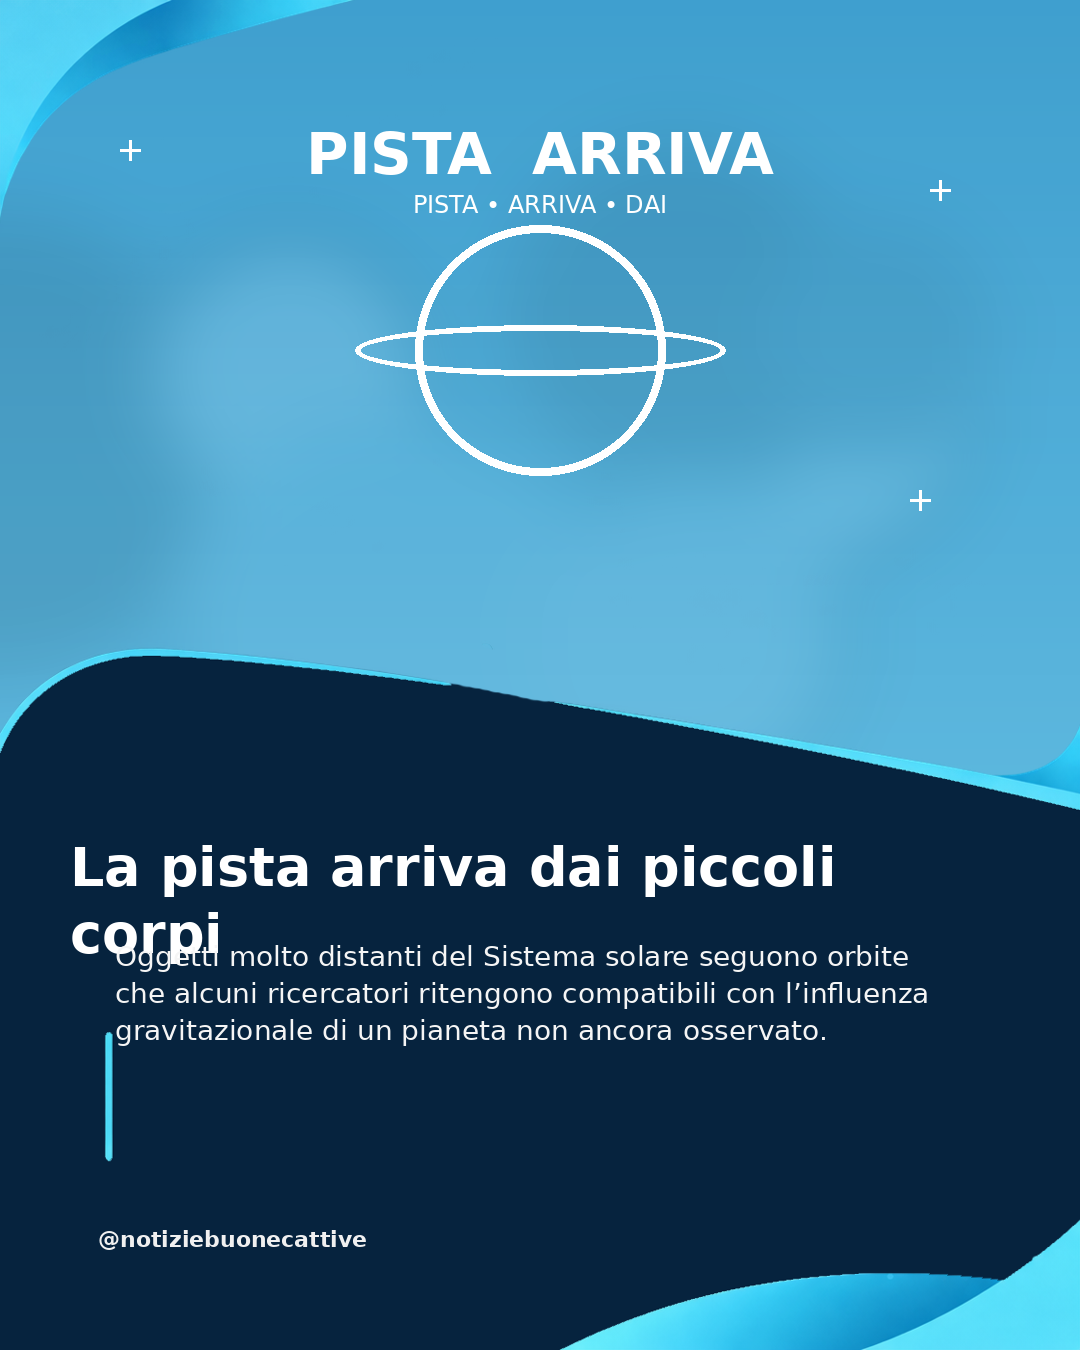 PISTA ARRIVA
PISTA • ARRIVA • DAI
La pista arriva dai piccoli
corpi
Oggetti molto distanti del Sistema solare seguono orbite
che alcuni ricercatori ritengono compatibili con l’influenza
gravitazionale di un pianeta non ancora osservato.
@notiziebuonecattive